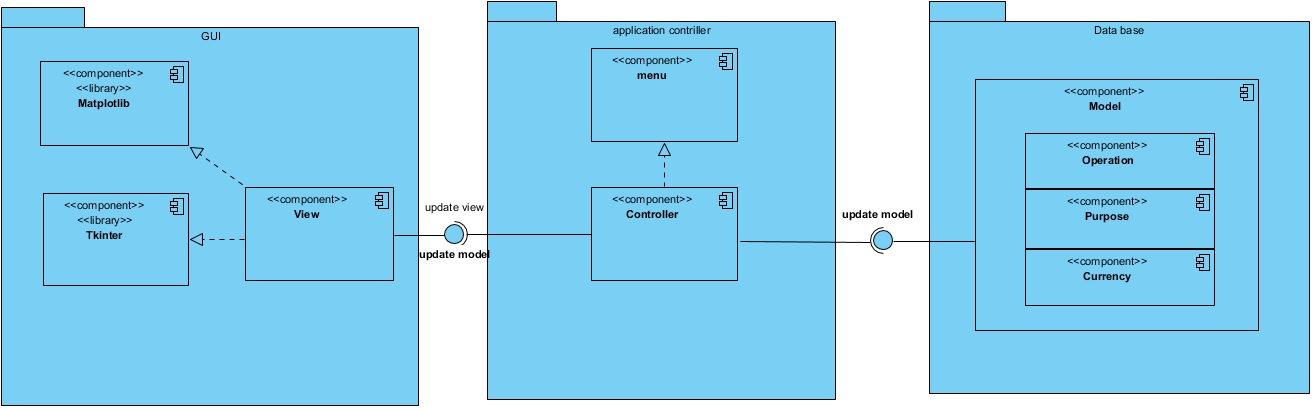 GUI
<<component>>
<<library>>
Matplotlib
<<component>>
<<library>>
Tkinter
<<component>>
View
update view
update model
application contriller
<<component>>
menu
<<component>>
Controller
update model
Data base
<<component>>
Model
<<component>>
Operation
<<component>>
Purpose
<<component>>
Currency